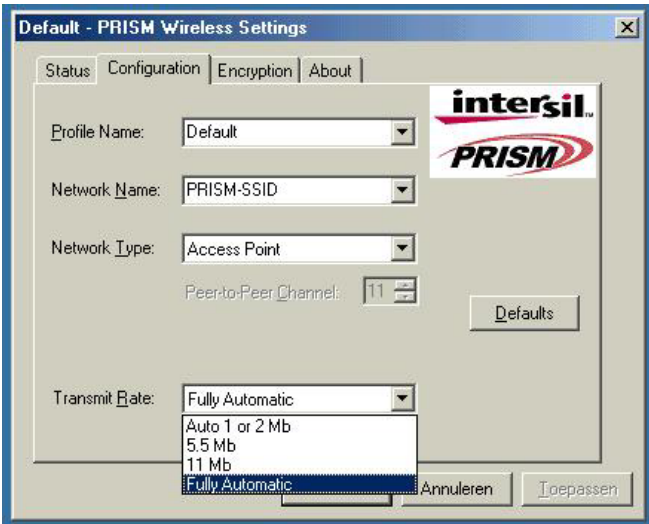 Default - PRISM Wireless Settings
Status Configuration Encryption About
intersil™
PRISM
Profile Name: Default
Network Name: PRISM-SSID
Network Type: Access Point
Peer-to-Peer Channel: 11
Defaults
Transmit Rate: Fully Automatic
Auto 1 or 2 Mb
5.5 Mb
11 Mb
Fully Automatic
Annuleren Toepassen